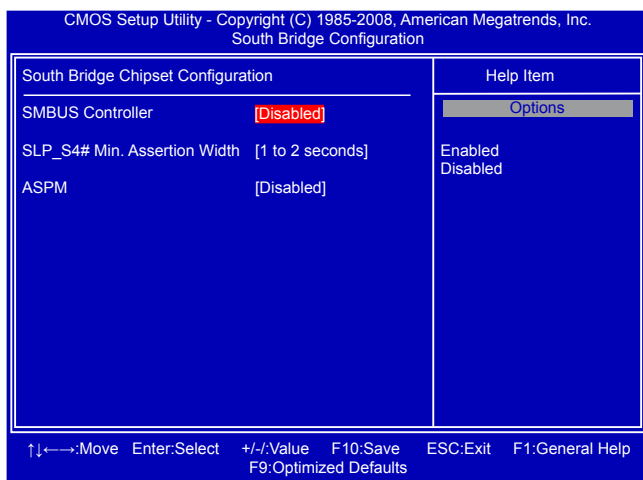 CMOS Setup Utility - Copyright (C) 1985-2008, American Megatrends, Inc.
South Bridge Configuration
South Bridge Chipset Configuration
Help Item
SMBUS Controller [Disabled]
Options
SLP_S4# Min. Assertion Width [1 to 2 seconds]
Enabled
Disabled
ASPM [Disabled]
↑↓←→:Move Enter:Select +/-/:Value F10:Save ESC:Exit F1:General Help
F9:Optimized Defaults